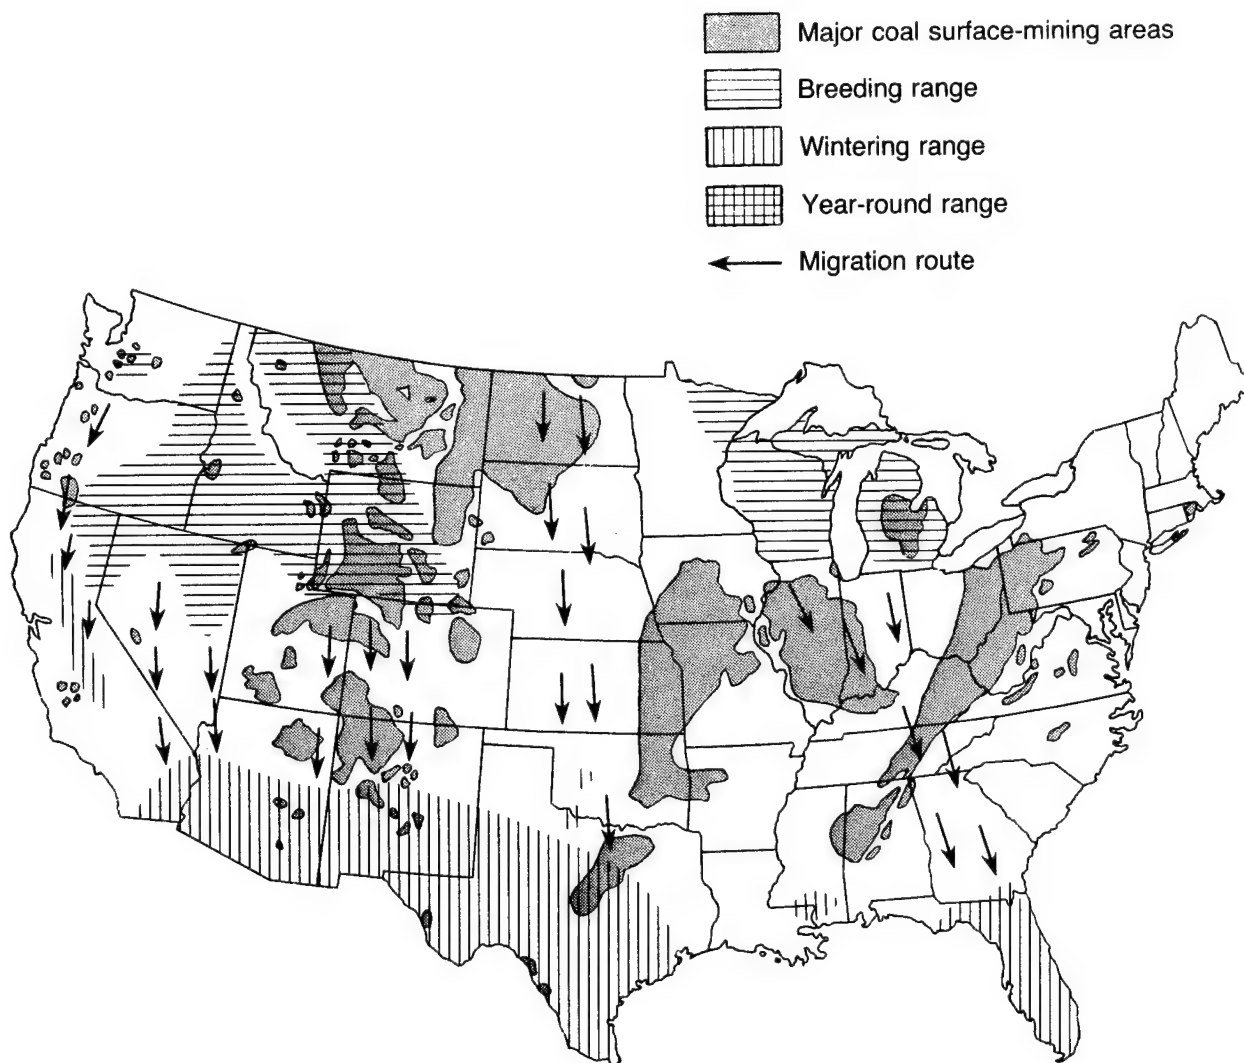 Major coal surface-mining areas
Breeding range
Wintering range
Year-round range
Migration route